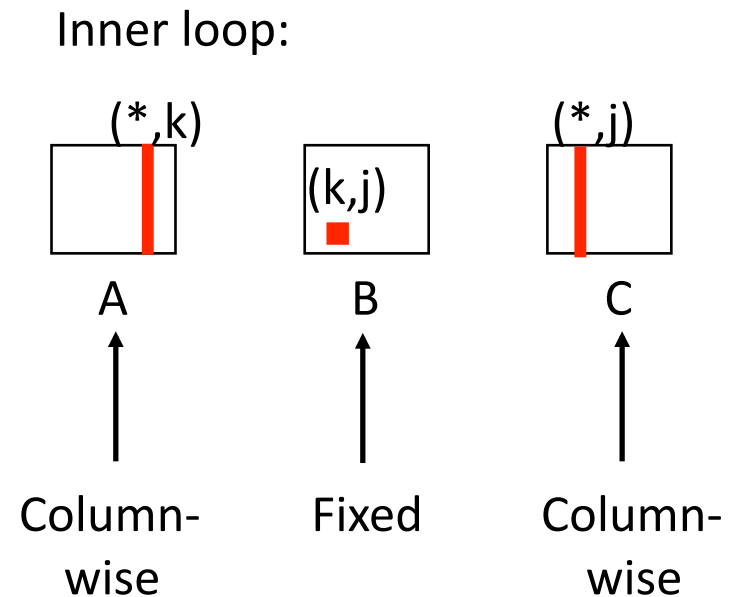 Inner loop:
(*,k)
(k,j)
(*,j)
A
B
C
Column-
wise
Fixed
Column-
wise